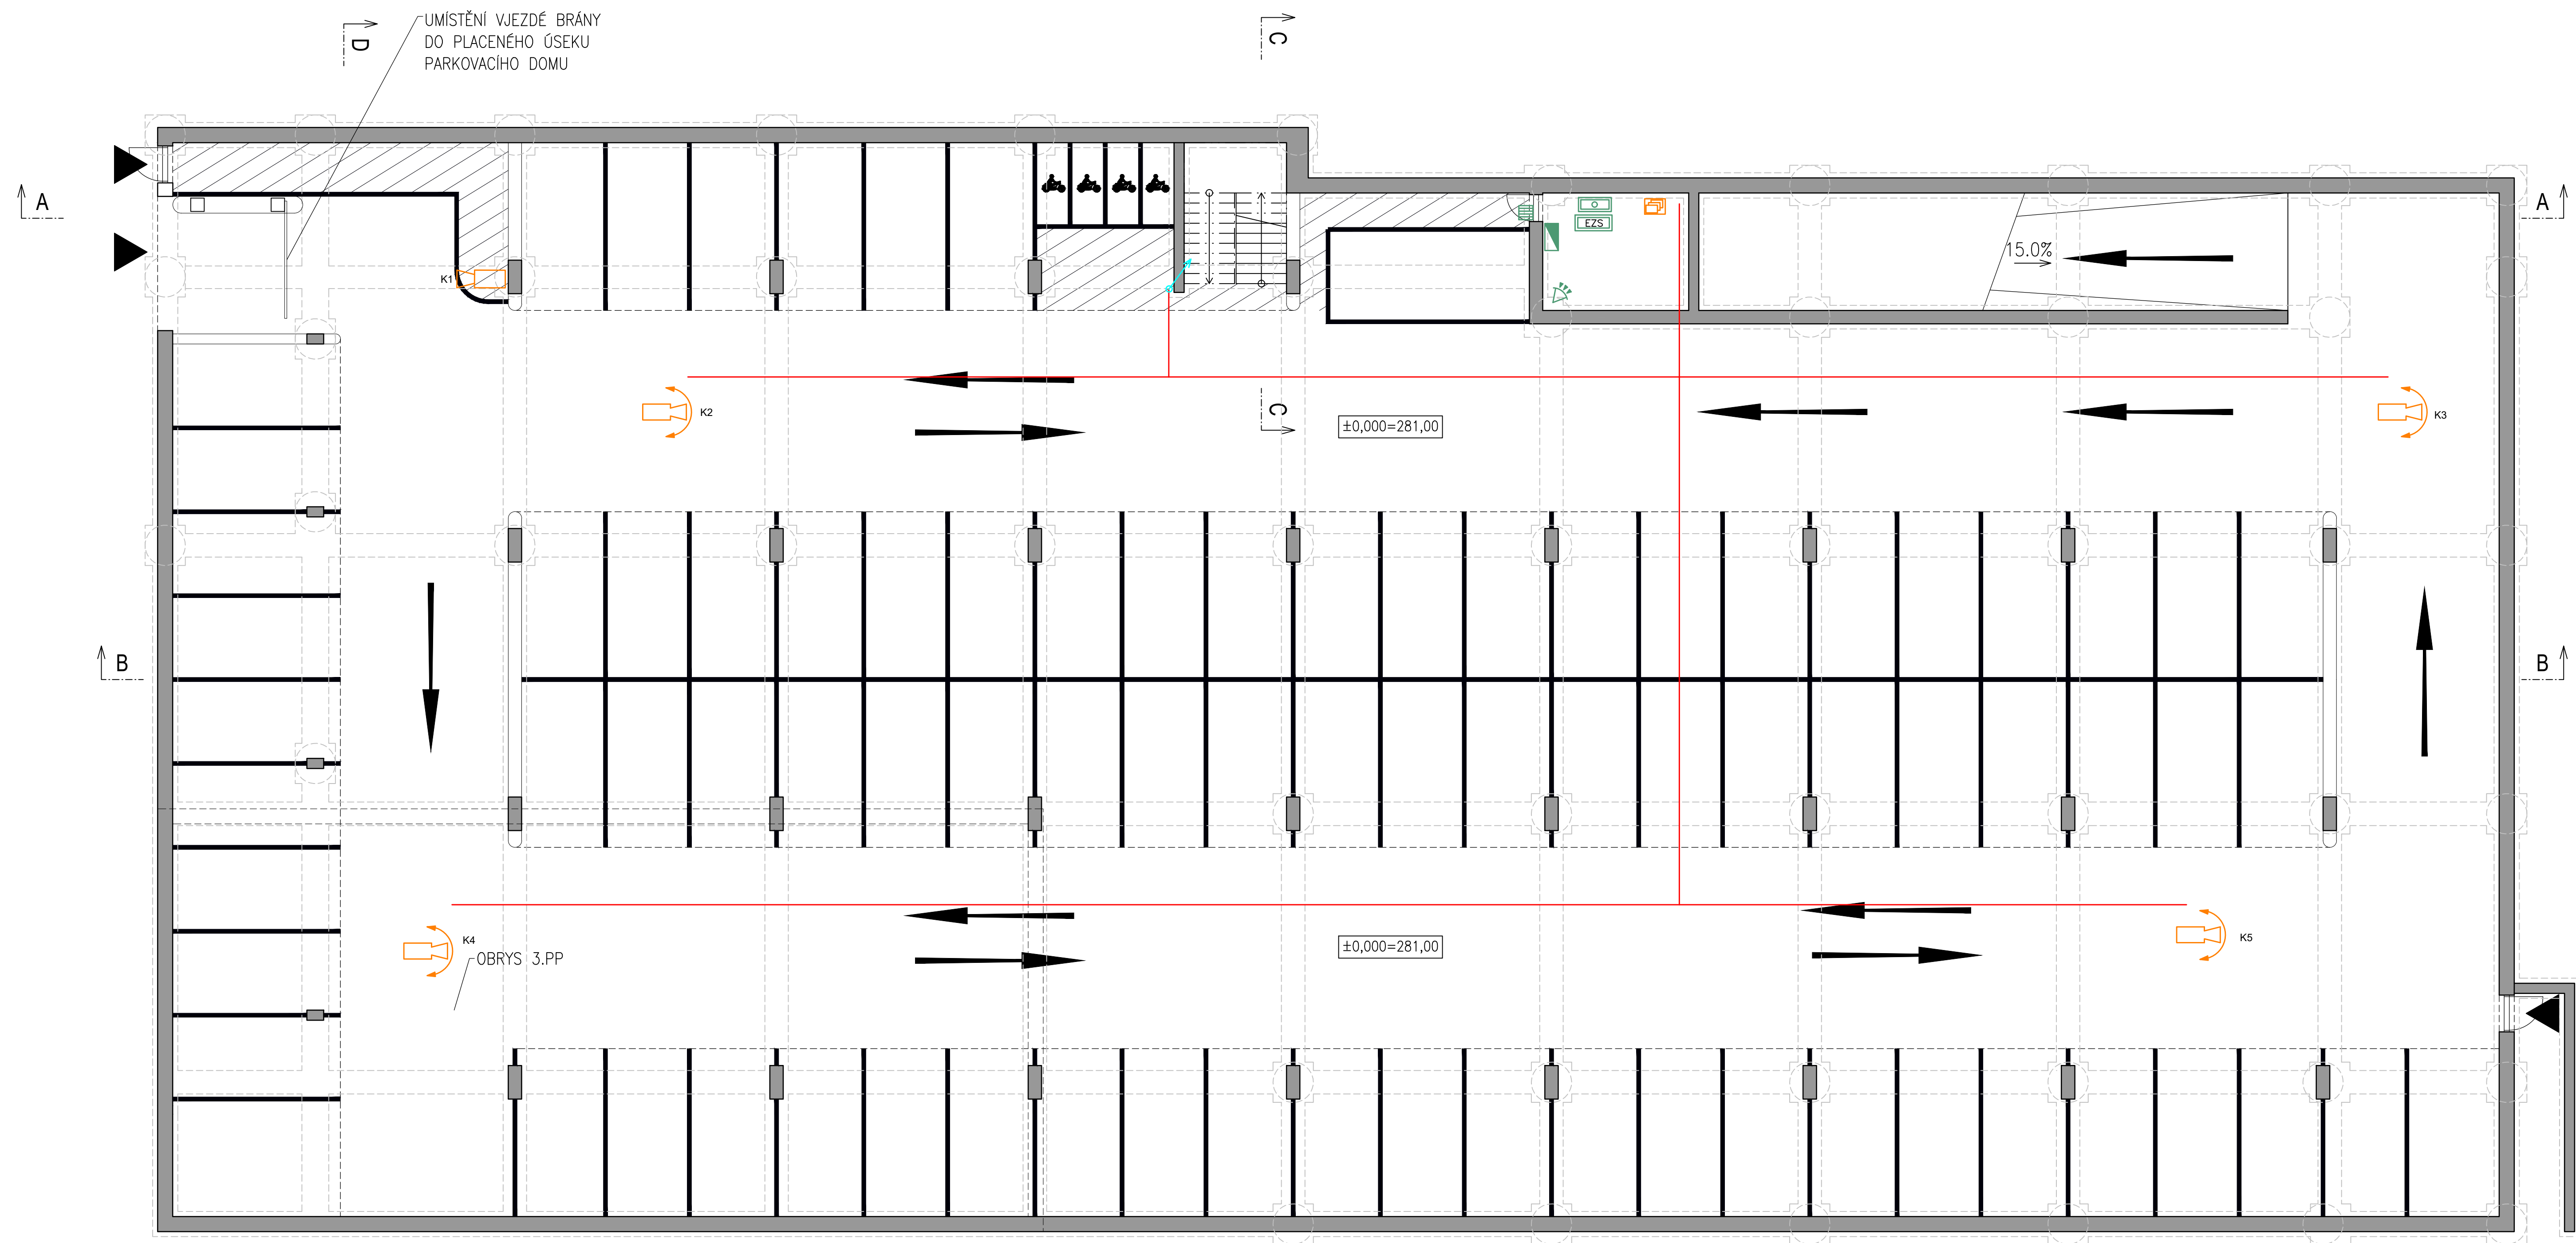 UMÍSTĚNÍ VJEZDÉ BRÁNY
DO PLACENÉHO ÚSEKU
PARKOVACÍHO DOMU
D
C
A
A
EZS
15.0%
K1
K2
C
K3
±0,000=281,00
B
B
K4
OBRYS 3.PP
±0,000=281,00
K5